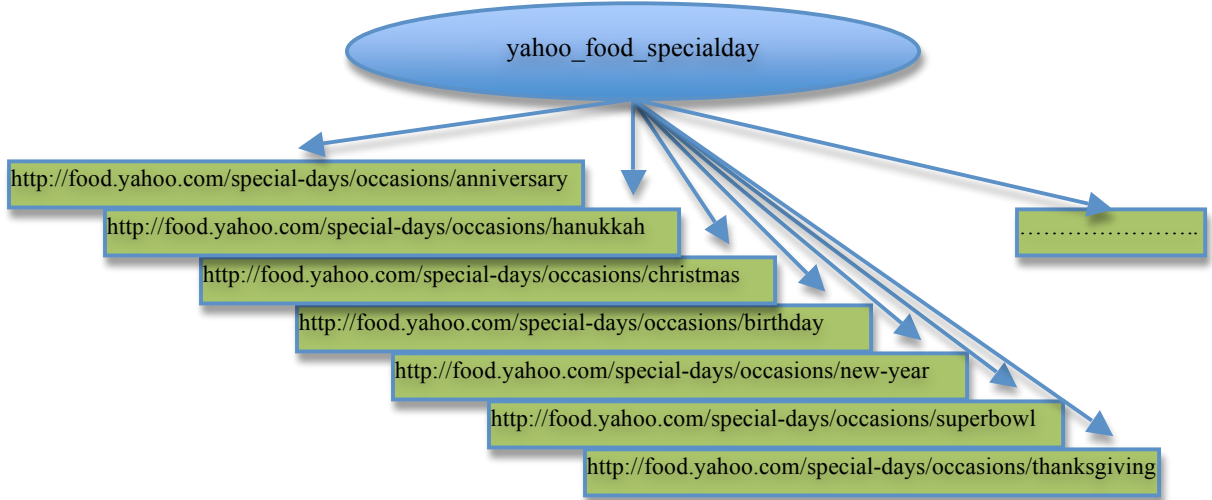 yahoo_food_specialday
http://food.yahoo.com/special-days/occasions/anniversary
http://food.yahoo.com/special-days/occasions/hanukkah
…………………..
http://food.yahoo.com/special-days/occasions/christmas
http://food.yahoo.com/special-days/occasions/birthday
http://food.yahoo.com/special-days/occasions/new-year
http://food.yahoo.com/special-days/occasions/superbowl
http://food.yahoo.com/special-days/occasions/thanksgiving